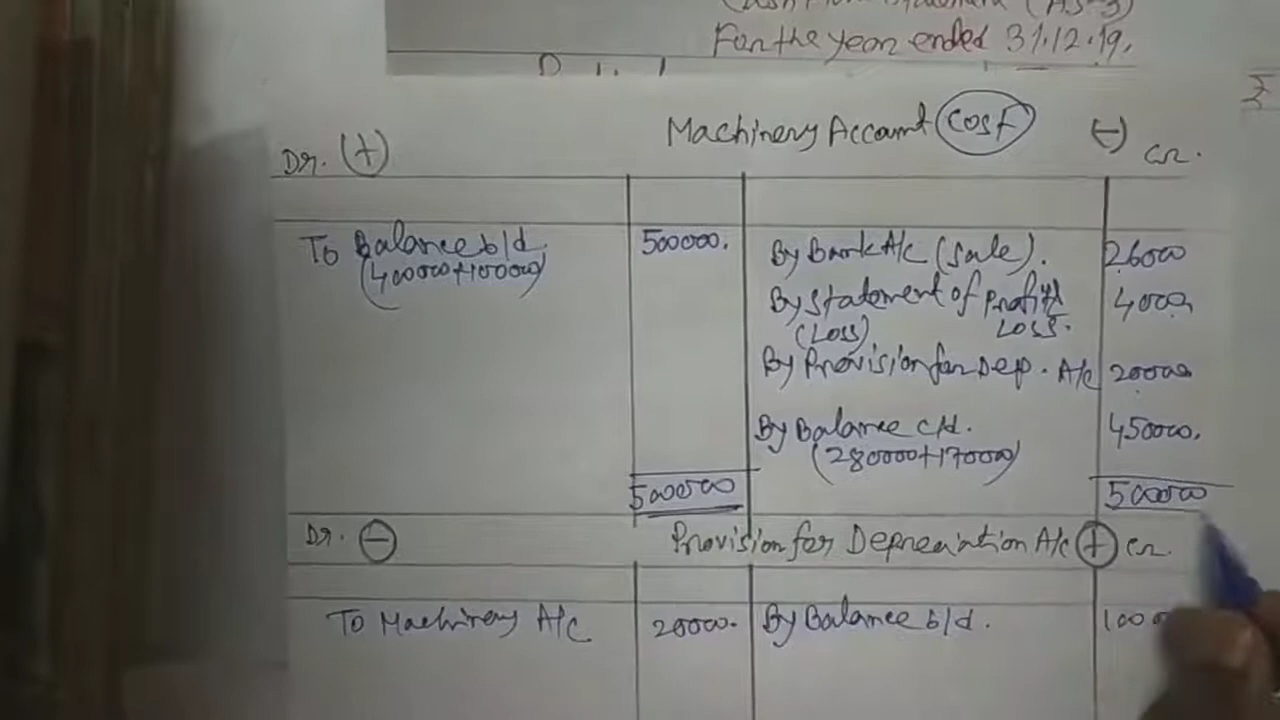 For the year ended 31.12.19.
₹
Machinery Account (Cost)
Dr. (+)
(-) Cr.
To Balance b/d. 500000.
(400000+100000)
By Bank A/c (Sale). 26000
By Statement of Profit & Loss. 4000
(Loss)
By Provision for Dep. A/c 20000
By Balance c/d. 450000.
(280000+170000)
500000 500000
Dr. (-) Provision for Depreciation A/c (+) Cr.
To Machinery A/c 20000. By Balance b/d.